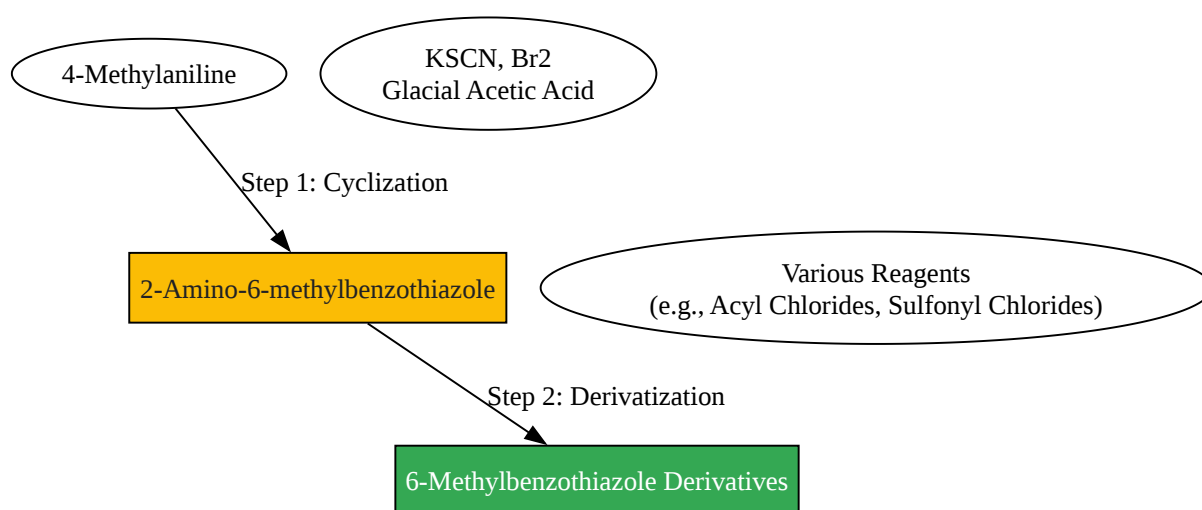 4-Methylaniline
KSCN, Br2
Glacial Acetic Acid
Step 1: Cyclization
2-Amino-6-methylbenzothiazole
Various Reagents
(e.g., Acyl Chlorides, Sulfonyl Chlorides)
Step 2: Derivatization
6-Methylbenzothiazole Derivatives